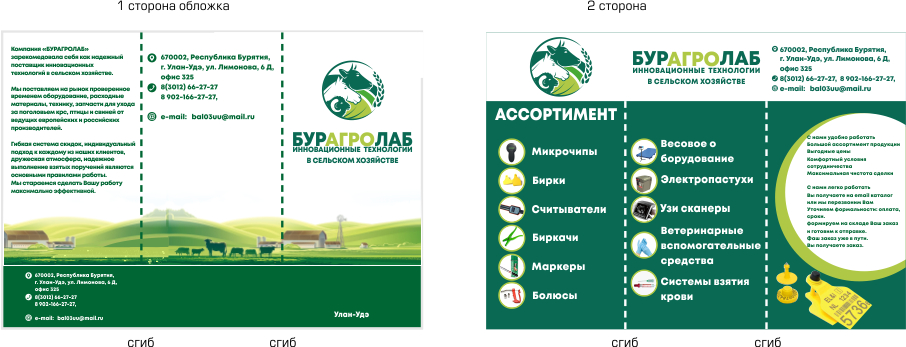 1 сторона обложка
2 сторона
Компания «БУРАГРОЛАБ»
зарекомедовала себя как надежный
поставщик инновационных
технологий в сельском хозяйстве.
Мы поставляем на рынок проверенное
временем оборудование, расходные
материалы, технику, запчасти для ухода
за поголовьем крс, птицы и санией от
ведущих европейских и российских
производителей.
Гибкая система скидок, индивидуальный
подход к каждому из наших клиентов,
дружеская атмосфера, надежное
выполнение взятых поручений являются
основными правилами работы.
Мы стараемся сделать Вашу работу
максимально эффективной.
670002, Республика Бурятия,
г. Улан-Удэ, ул. Лимонова, 6 Д,
офис 325
8(3012) 66-27-27
8 902-166-27-27,
e-mail: bal03uu@mail.ru
БУРАГРОЛАБ
ИННОВАЦИОННЫЕ ТЕХНОЛОГИИ
В СЕЛЬСКОМ ХОЗЯЙСТВЕ
670002, Республика Бурятия,
г. Улан-Удэ, ул. Лимонова, 6 Д,
офис 325
8(3012) 66-27-27
8 902-166-27-27,
e-mail: bal03uu@mail.ru
Улан-Удэ
сгиб
сгиб
БУРАГРОЛАБ
ИННОВАЦИОННЫЕ ТЕХНОЛОГИИ
В СЕЛЬСКОМ ХОЗЯЙСТВЕ
670002, Республика Бурятия,
г. Улан-Удэ, ул. Лимонова, 6 Д,
офис 325
8(3012) 66-27-27, 8 902-166-27-27,
e-mail: bal03uu@mail.ru
АССОРТИМЕНТ
Микрочипы
Бирки
Считыватели
Биркачи
Маркеры
Болюсы
Весовое о
борудование
Электропастухи
Узи сканеры
Ветеринарные
вспомогательные
средства
Системы взятия
крови
С нами удобно работать
Большой ассортимент продукции
Выгодные цены
Комфортный условия
сотрудничества
Максимальная чистота сделки
С нами легко работать
Вы получаете на email каталог
или мы перезвоним Вам
Уточняем формальности: оплата,
сроки.
формируем на складе Ваш заказ
и готовим к отправке.
Фаш заказ уже в пути.
Вы получаете заказ.
1234
5736
сгиб
сгиб